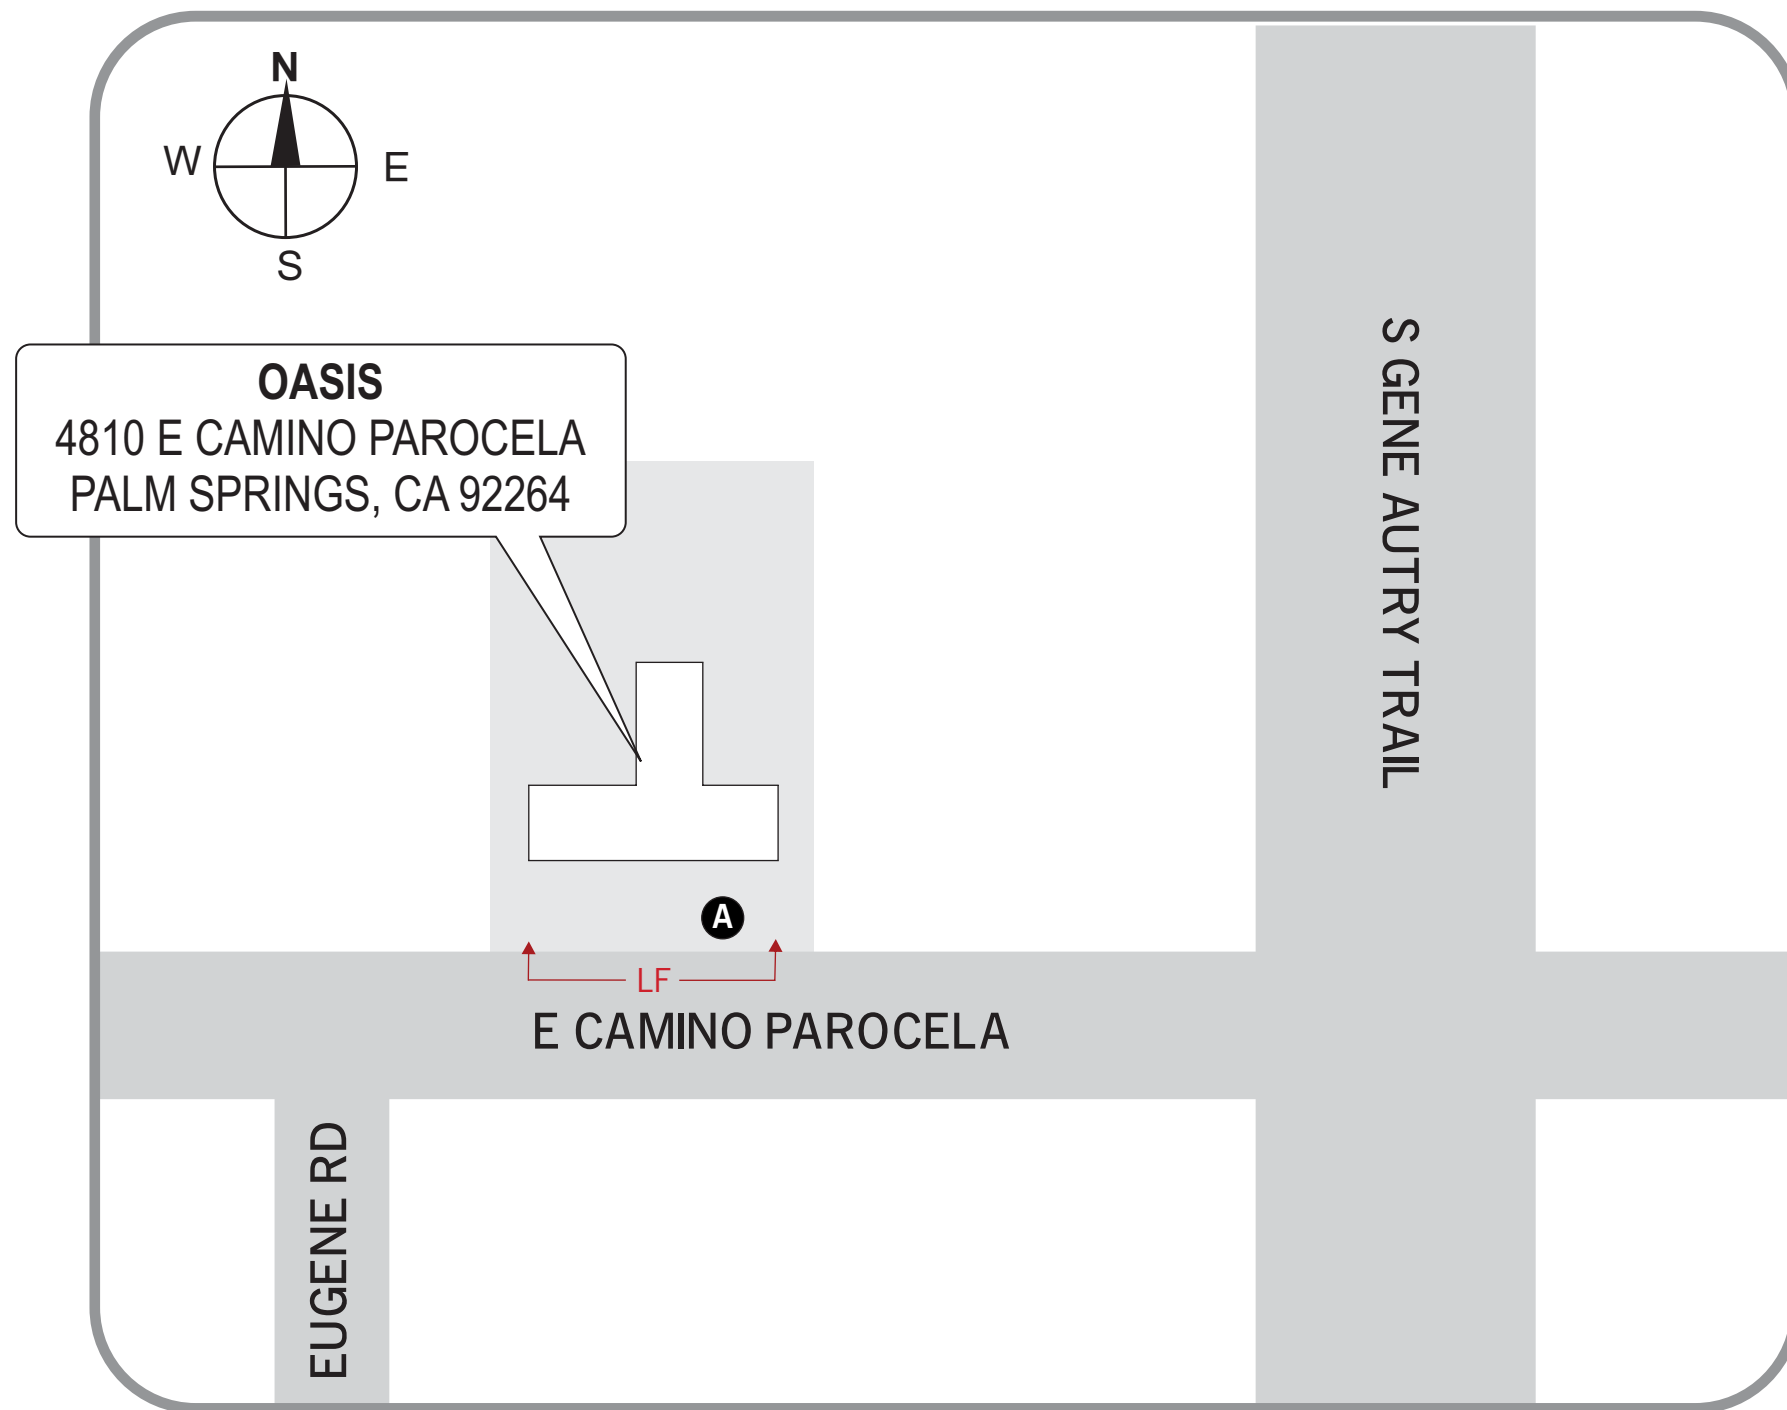 N
W
E
S
OASIS
4810 E CAMINO PAROCELA
PALM SPRINGS, CA 92264
S GENE AUTRY TRAIL
A
LF
E CAMINO PAROCELA
EUGENE RD